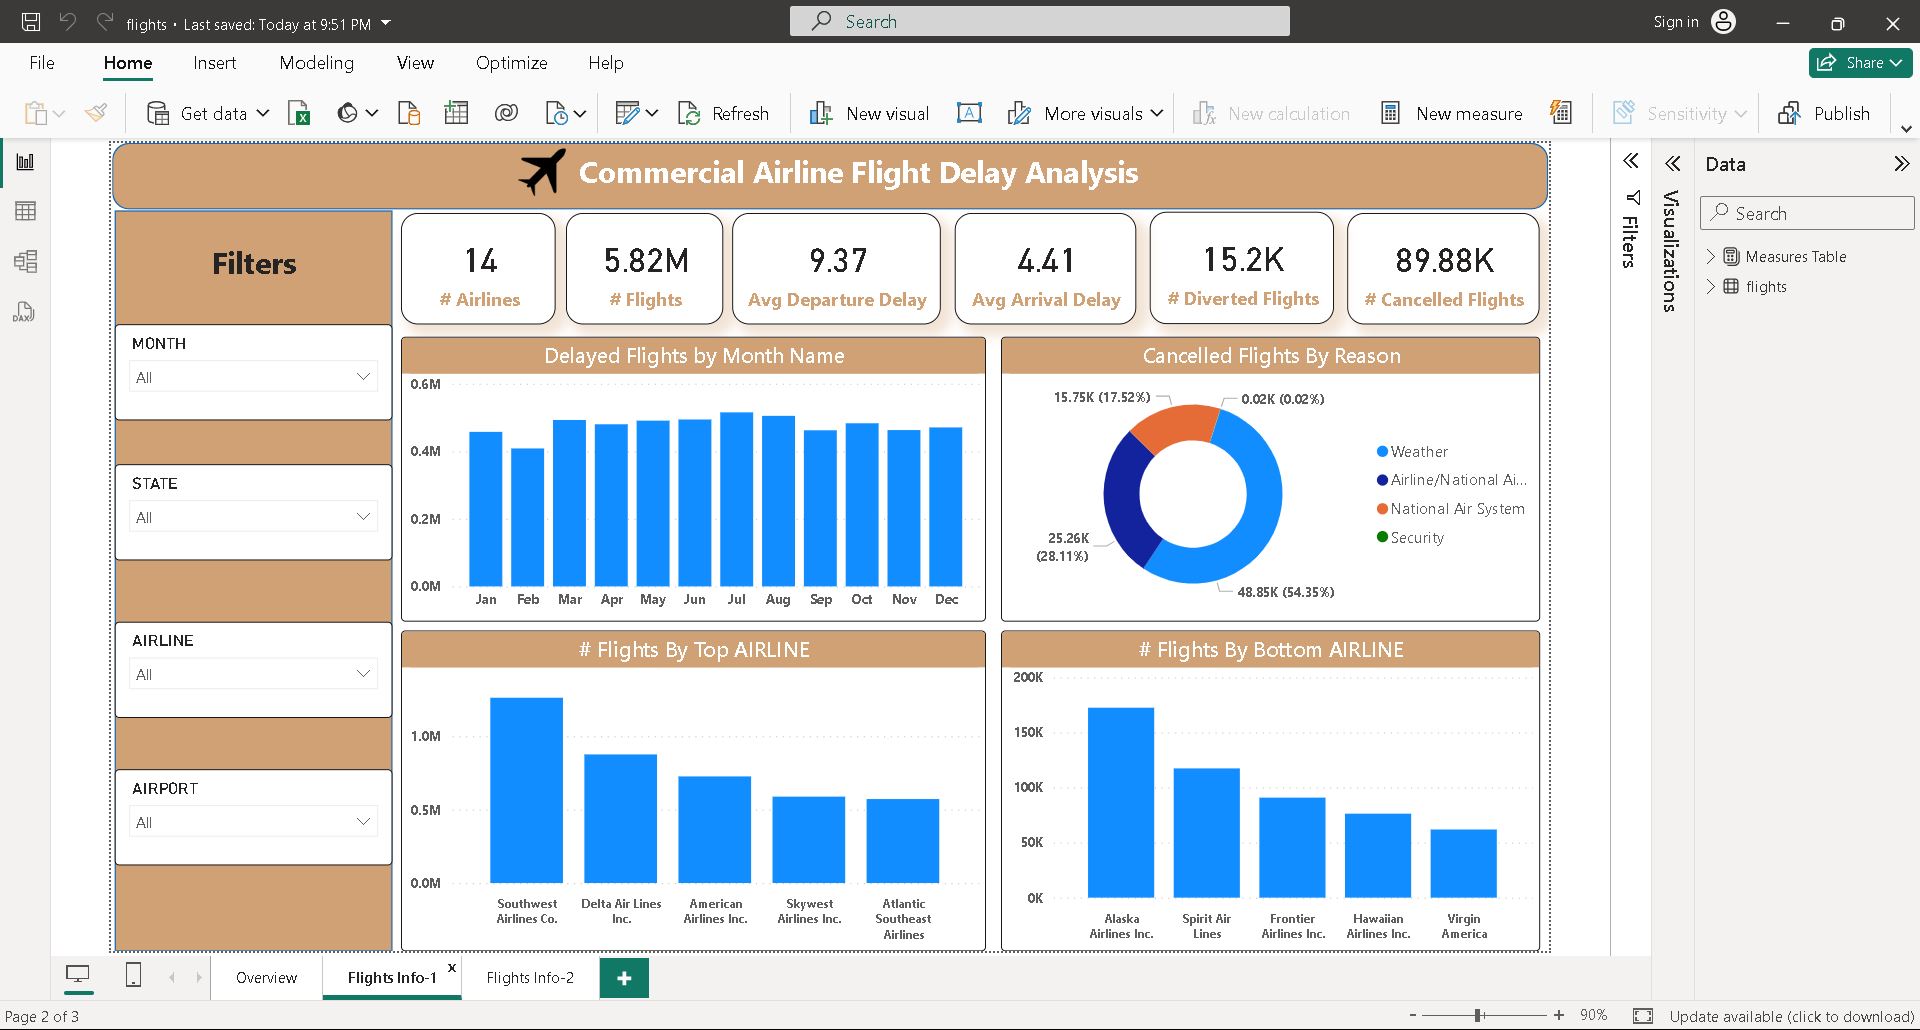 flights • Last saved: Today at 9:51 PM
Search
Sign in
File
Home
Insert
Modeling
View
Optimize
Help
Share
Get data
Refresh
New visual
More visuals
New calculation
New measure
Sensitivity
Publish
Commercial Airline Flight Delay Analysis
Filters
14
# Airlines
5.82M
# Flights
9.37
Avg Departure Delay
4.41
Avg Arrival Delay
15.2K
# Diverted Flights
89.88K
# Cancelled Flights
MONTH
All
STATE
All
AIRLINE
All
AIRPORT
All
Delayed Flights by Month Name
0.6M
0.4M
0.2M
0.0M
Jan Feb Mar Apr May Jun Jul Aug Sep Oct Nov Dec
Cancelled Flights By Reason
15.75K (17.52%)
0.02K (0.02%)
25.26K
(28.11%)
48.85K (54.35%)
Weather
Airline/National Ai...
National Air System
Security
# Flights By Top AIRLINE
1.0M
0.5M
0.0M
Southwest
Airlines Co.
Delta Air Lines
Inc.
American
Airlines Inc.
Skywest
Airlines Inc.
Atlantic
Southeast
Airlines
# Flights By Bottom AIRLINE
200K
150K
100K
50K
0K
Alaska
Airlines Inc.
Spirit Air
Lines
Frontier
Airlines Inc.
Hawaiian
Airlines Inc.
Virgin
America
Filters
Visualizations
Data
Search
Measures Table
flights
DAX
Overview
Flights Info-1
x
Flights Info-2
+
Page 2 of 3
- + 90%
Update available (click to download)